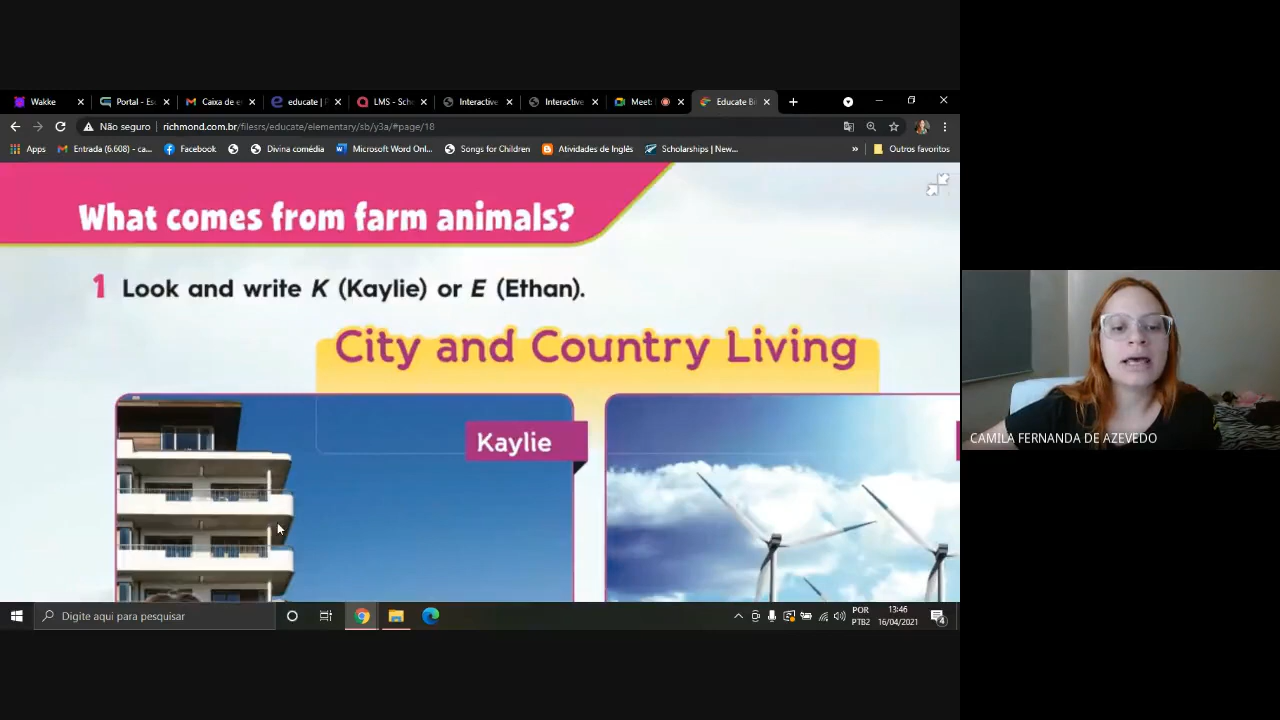 Wakke
Portal - Es
Caixa de e
educate | P
LMS - Sch
Interactive
Interactive
Meet:
Educate B
Não seguro
richmond.com.br/filesrs/educate/elementary/sb/y3a/#page/18
Apps
Entrada (6.608) - ca...
Facebook
Divina comédia
Microsoft Word Onl...
Songs for Children
Atividades de Inglês
Scholarships | New...
»
Outros favoritos
What comes from farm animals?
1 Look and write K (Kaylie) or E (Ethan).
City and Country Living
Kaylie
CAMILA FERNANDA DE AZEVEDO
Digite aqui para pesquisar
POR
PTB2
13:46
16/04/2021
4